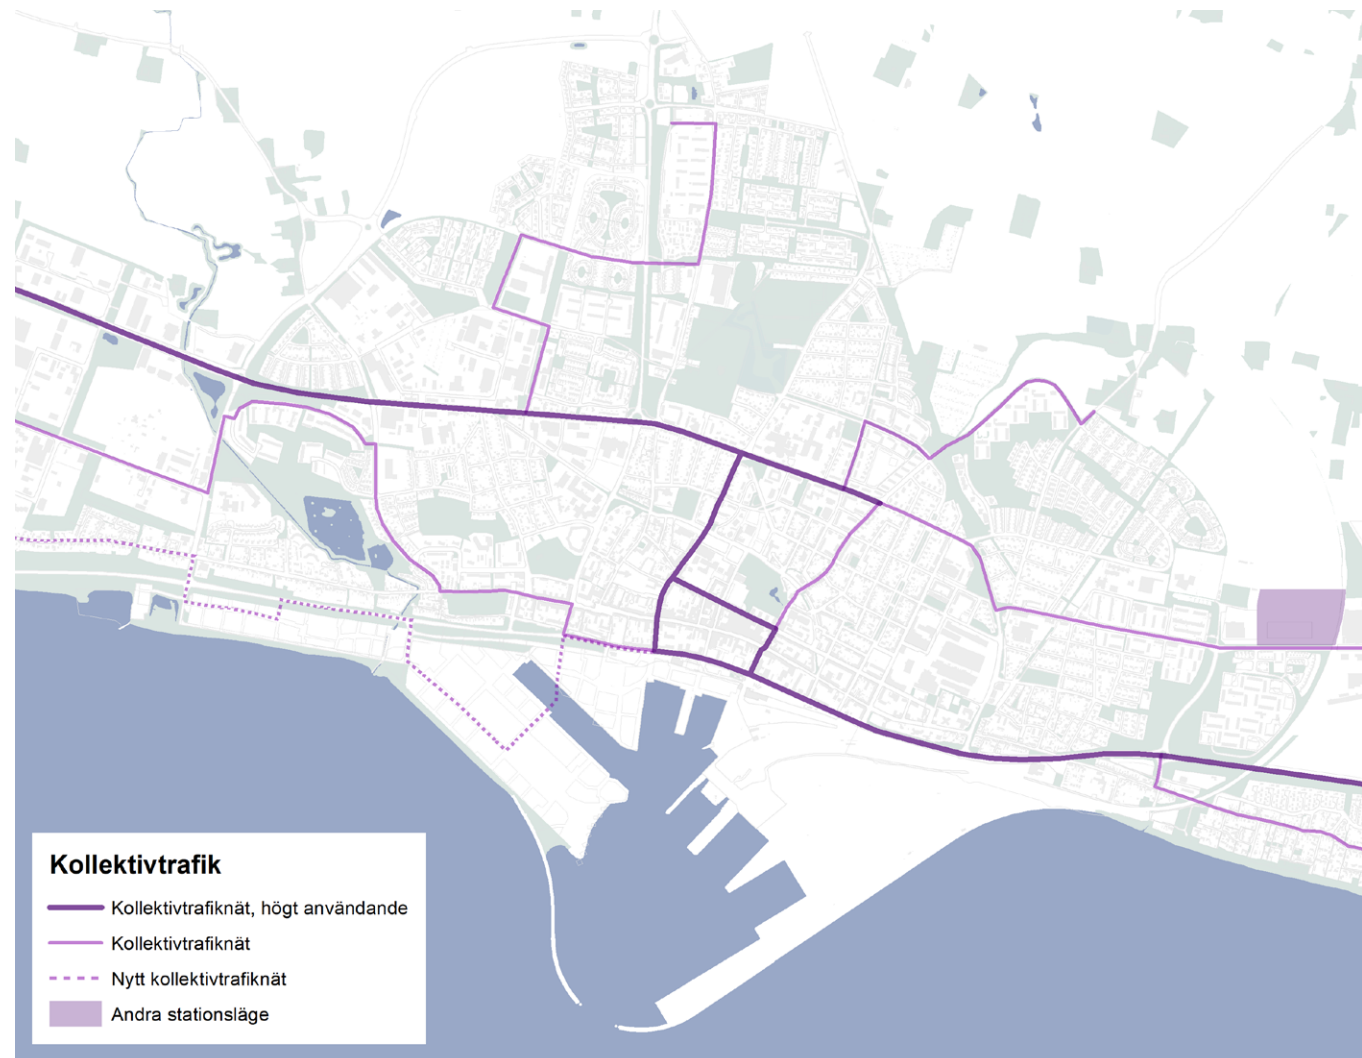 Kollektivtrafik
Kollektivtrafiknät, högt användande
Kollektivtrafiknät
Nytt kollektivtrafiknät
Andra stationsläge